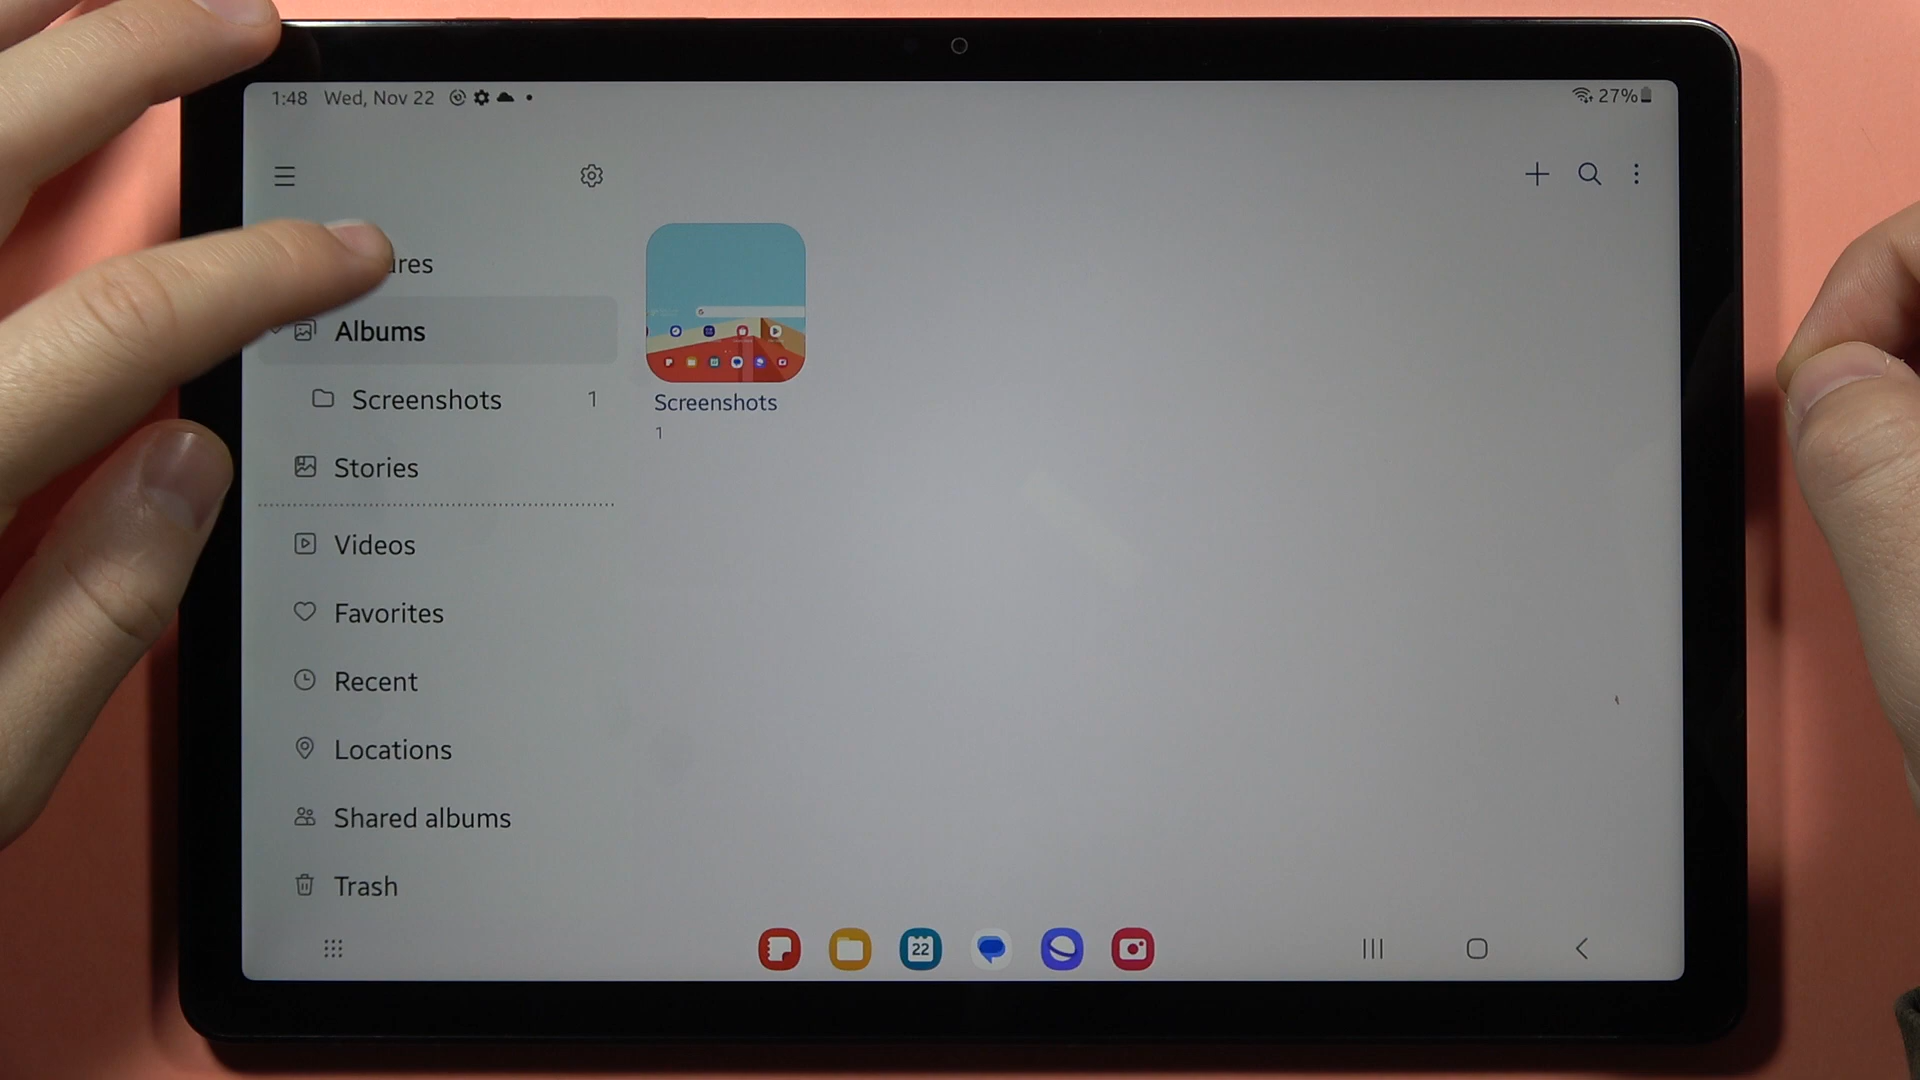 1:48 Wed, Nov 22
27%
ures
Albums
Screenshots 1
Stories
Videos
Favorites
Recent
Locations
Shared albums
Trash
Screenshots
1
22